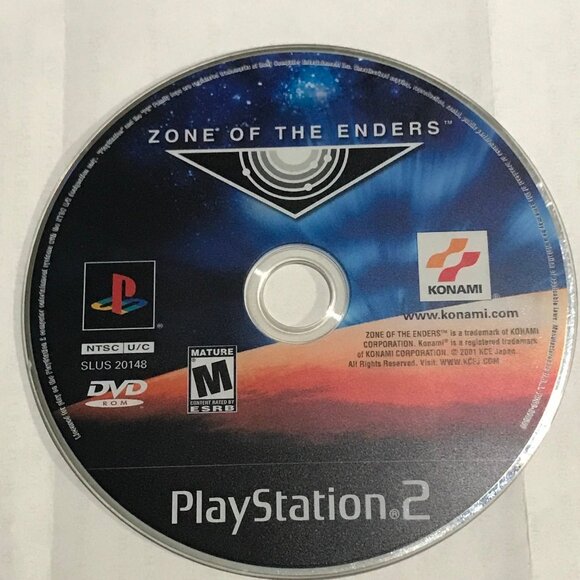 ZONE OF THE ENDERS™
KONAMI
www.konami.com
ZONE OF THE ENDERS™ is a trademark of KONAMI
CORPORATION. Konami® is a registered trademark
of KONAMI CORPORATION. © 2001 KCE Japan.
All Rights Reserved. Visit: WWW.KCEJ.COM
®
NTSC U/C
SLUS 20148
DVD
ROM
MATURE
M
CONTENT RATED BY
ESRB
PlayStation®2